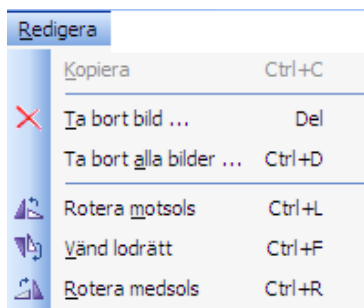 Redigera
Kopiera Ctrl+C
Ta bort bild ... Del
Ta bort alla bilder ... Ctrl+D
Rotera motsols Ctrl+L
Vänd lodrätt Ctrl+F
Rotera medsols Ctrl+R